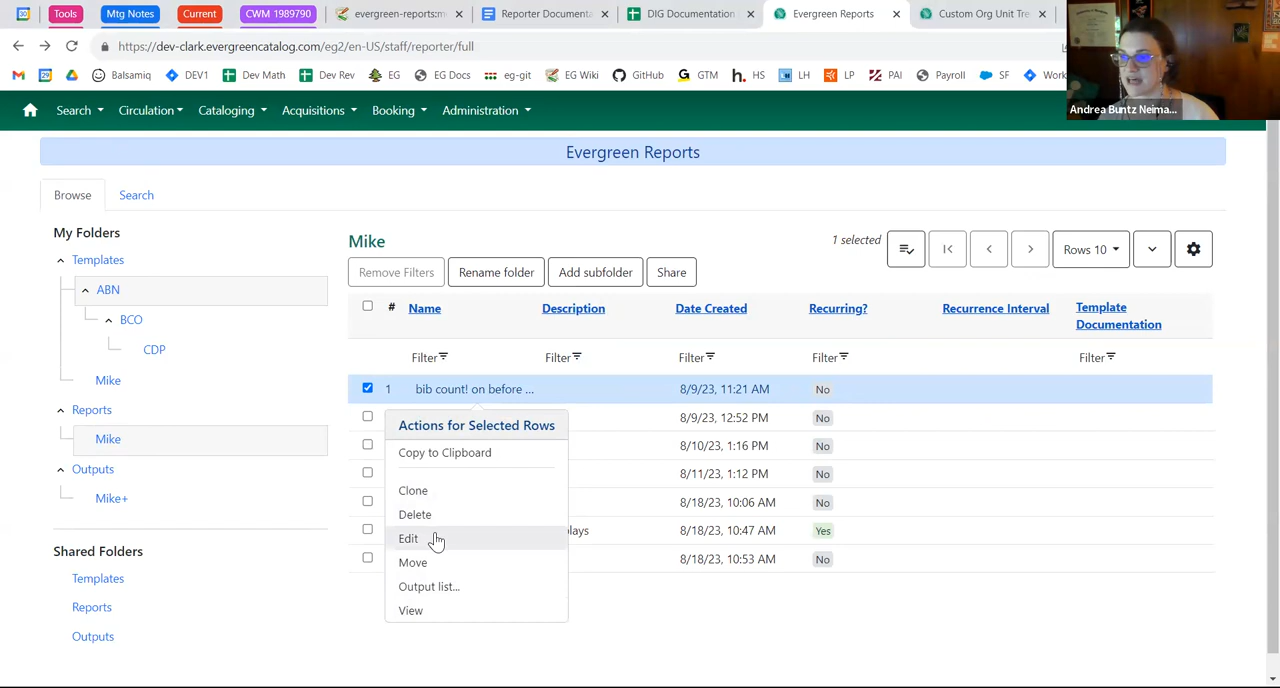 Tools
Mtg Notes
Current
CWM 1989790
evergreen-reports:m
Reporter Document
DIG Documentation
Evergreen Reports
Custom Org Unit Tre
https://dev-clark.evergreencatalog.com/eg2/en-US/staff/reporter/full
Balsamiq DEV1 Dev Math Dev Rev EG EG Docs eg-git EG Wiki GitHub GTM HS LH LP PAI Payroll SF Work
Andrea Buntz Neima...
Search Circulation Cataloging Acquisitions Booking Administration
Evergreen Reports
Browse Search
My Folders
Templates
ABN
BCO
CDP
Mike
Reports
Mike
Outputs
Mike+
Shared Folders
Templates
Reports
Outputs
Mike
1 selected
Rows 10
Remove Filters Rename folder Add subfolder Share
# Name Description Date Created Recurring? Recurrence Interval Template Documentation
Filter Filter Filter Filter Filter
1 bib count! on before ... 8/9/23, 11:21 AM No
8/9/23, 12:52 PM No
8/10/23, 1:16 PM No
8/11/23, 1:12 PM No
8/18/23, 10:06 AM No
plays 8/18/23, 10:47 AM Yes
8/18/23, 10:53 AM No
Actions for Selected Rows
Copy to Clipboard
Clone
Delete
Edit
Move
Output list...
View